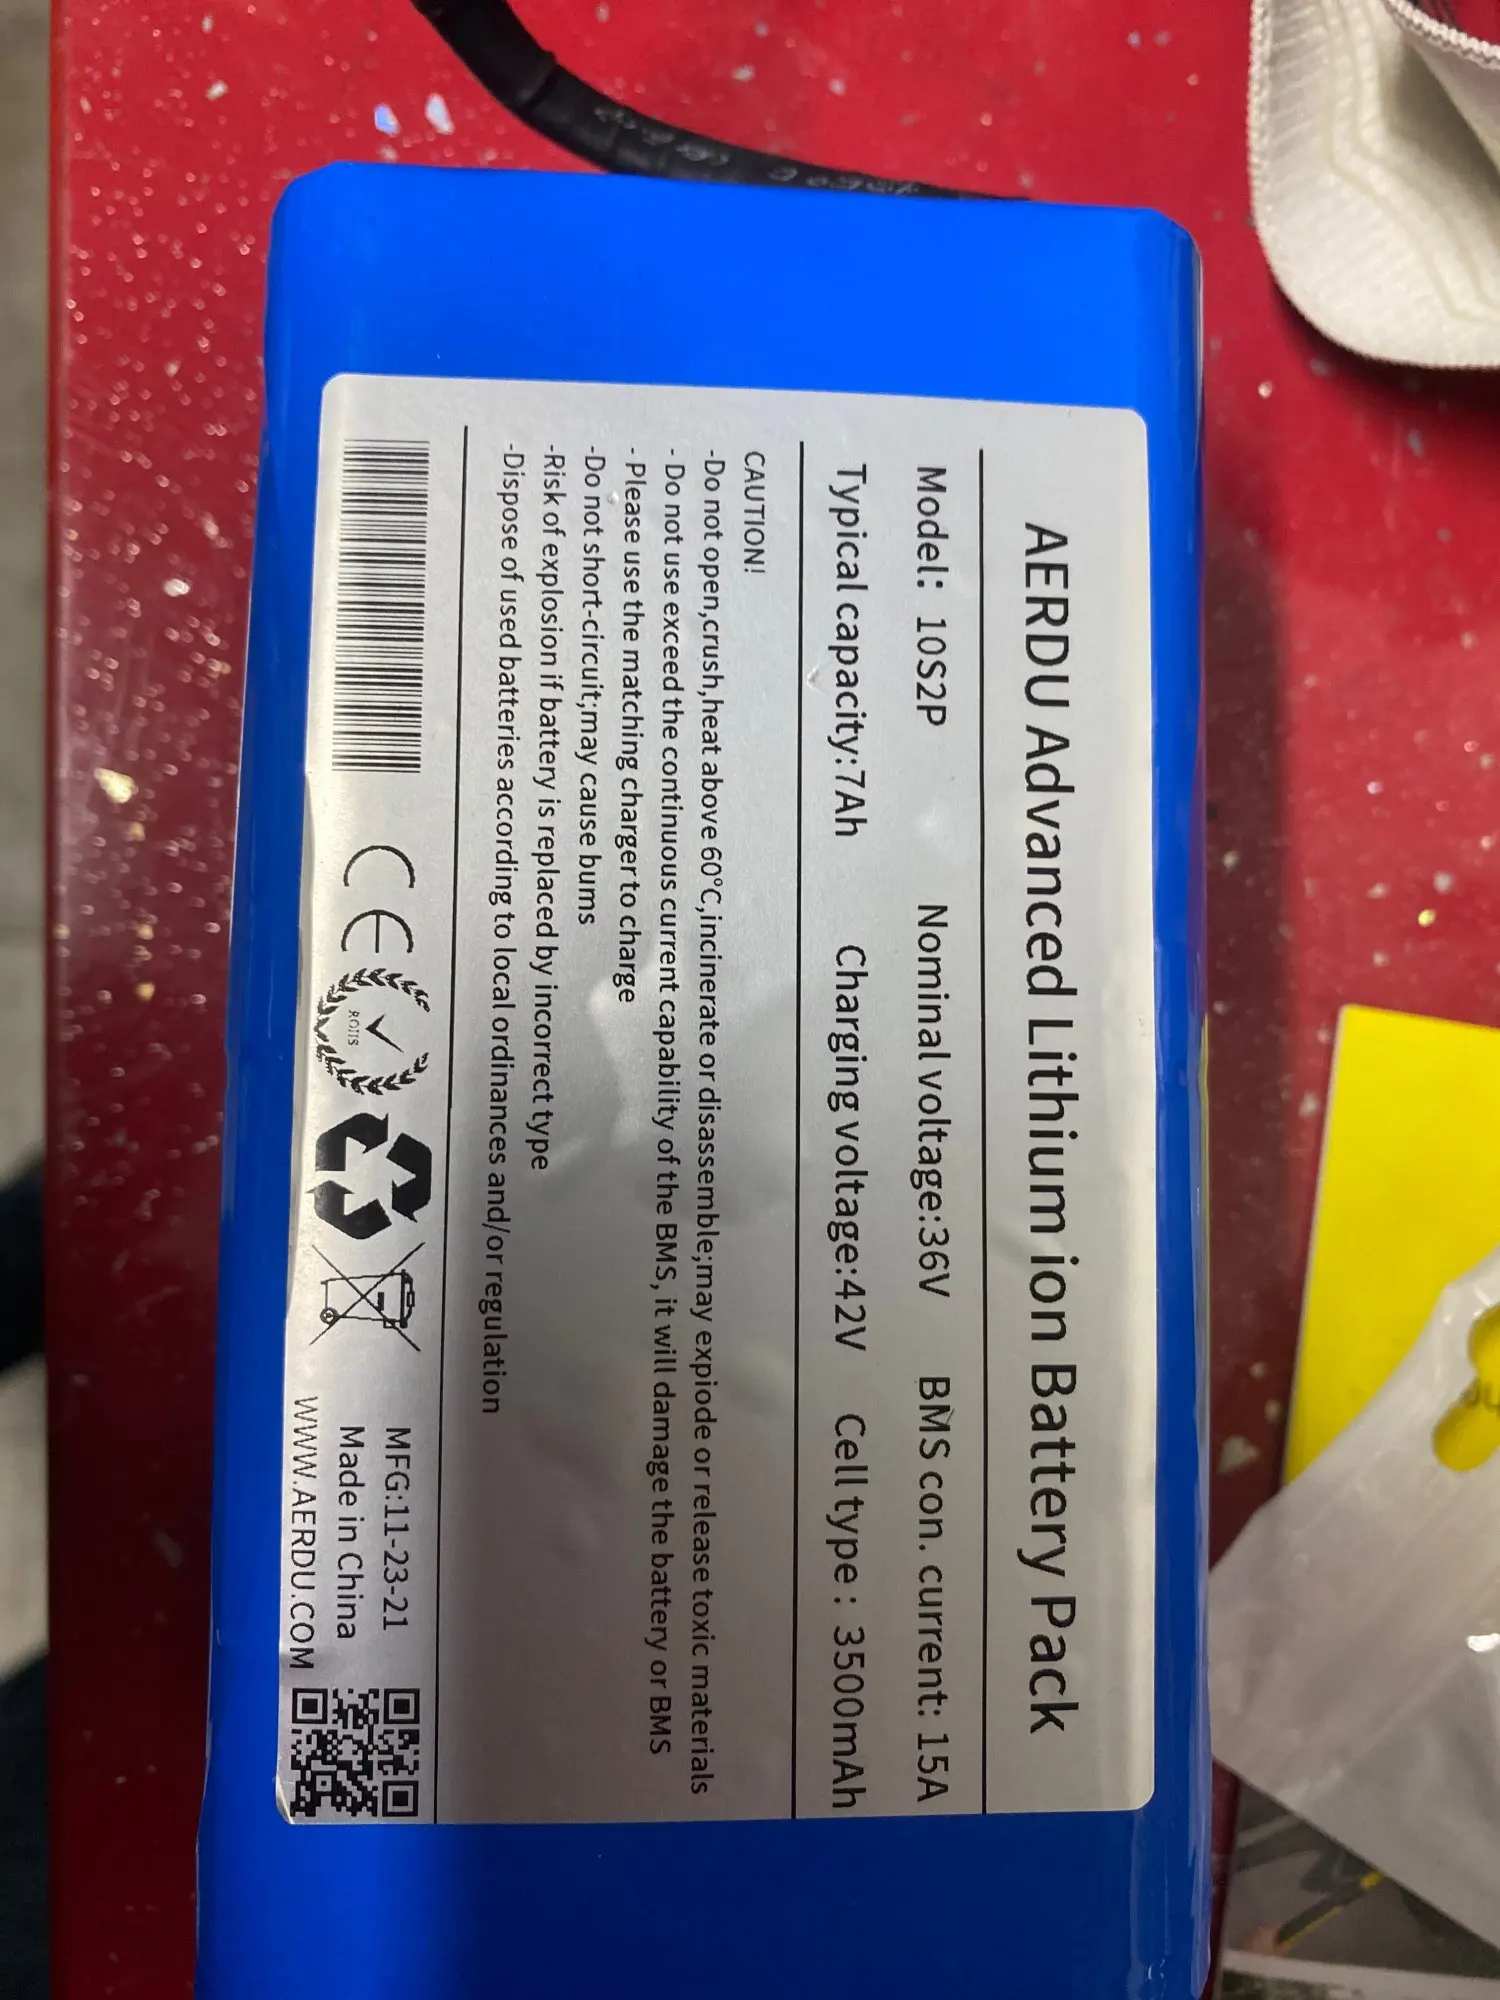 AERDU Advanced Lithium ion Battery Pack
Model: 10S2P Nominal voltage:36V BMS con. current: 15A
Typical capacity:7Ah Charging voltage:42V Cell type : 3500mAh
CAUTION!
-Do not open,crush,heat above 60°C,incinerate or disassemble;may expiode or release toxic materials
- Do not use exceed the continuous current capability of the BMS, it will damage the battery or BMS
- Please use the matching charger to charge
-Do not short-circuit;may cause bums
-Risk of explosion if battery is replaced by incorrect type
-Dispose of used batteries according to local ordinances and/or regulation
CE
ROHS
MFG:11-23-21
Made in China
WWW.AERDU.COM